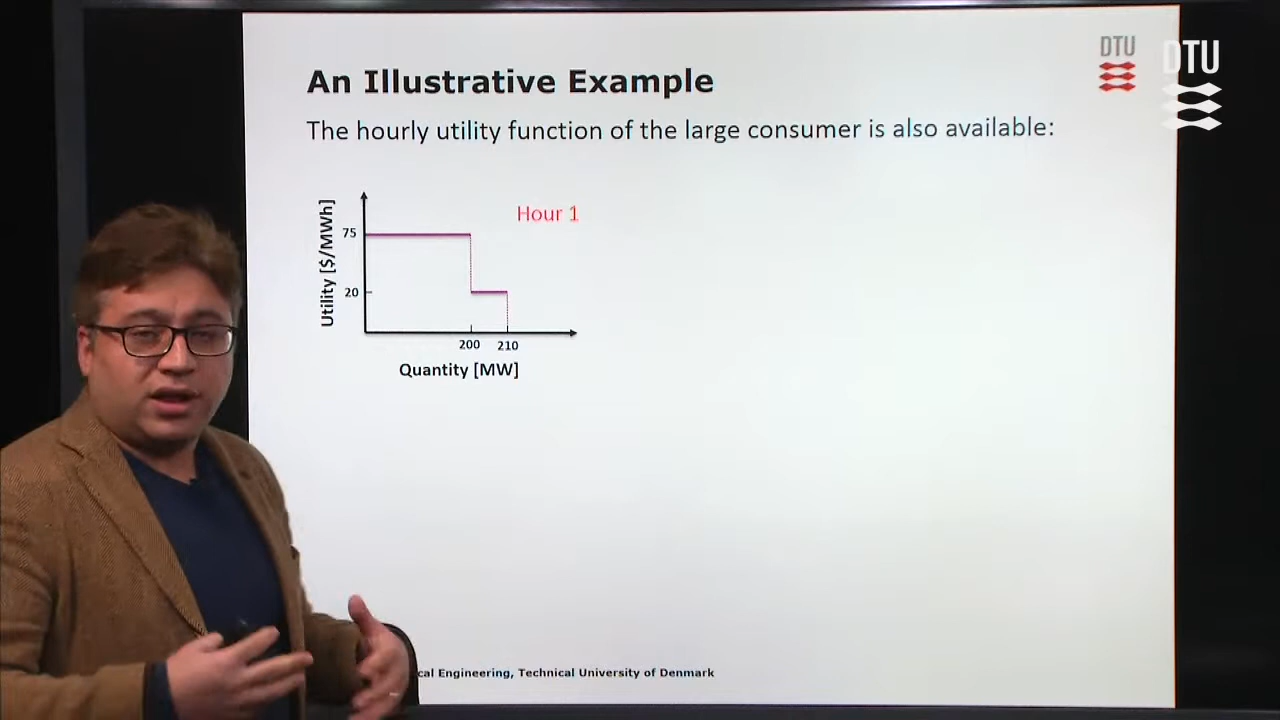 DTU
DTU
An Illustrative Example
The hourly utility function of the large consumer is also available:
Utility [$/MWh]
Hour 1
75
20
200 210
Quantity [MW]
Engineering, Technical University of Denmark